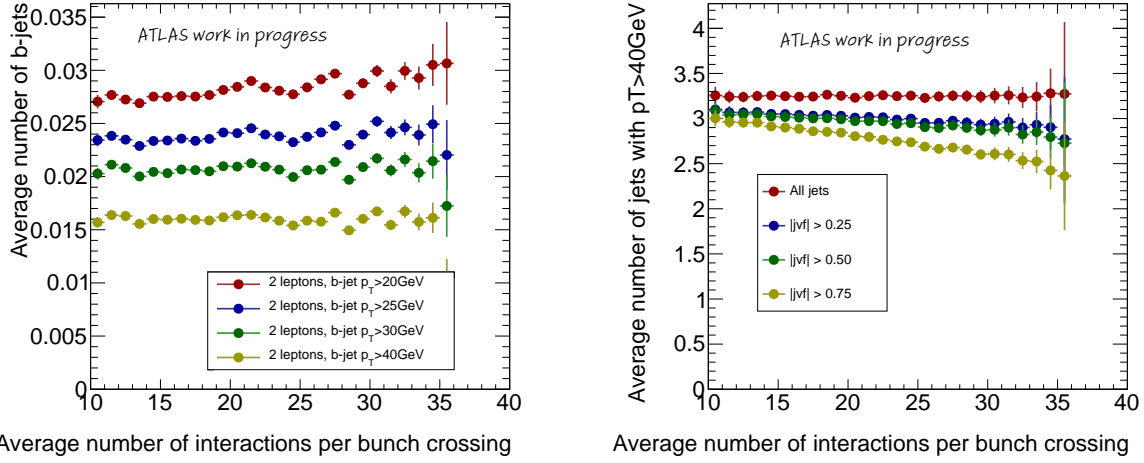 Average number of b-jets
0.035
0.03
0.025
0.02
0.015
0.01
0.005
0
ATLAS work in progress
2 leptons, b-jet pT>20GeV
2 leptons, b-jet pT>25GeV
2 leptons, b-jet pT>30GeV
2 leptons, b-jet pT>40GeV
10 15 20 25 30 35 40
Average number of interactions per bunch crossing
Average number of jets with pT>40GeV
4
3.5
3
2.5
2
1.5
1
0.5
0
ATLAS work in progress
All jets
|jvf| > 0.25
|jvf| > 0.50
|jvf| > 0.75
10 15 20 25 30 35 40
Average number of interactions per bunch crossing